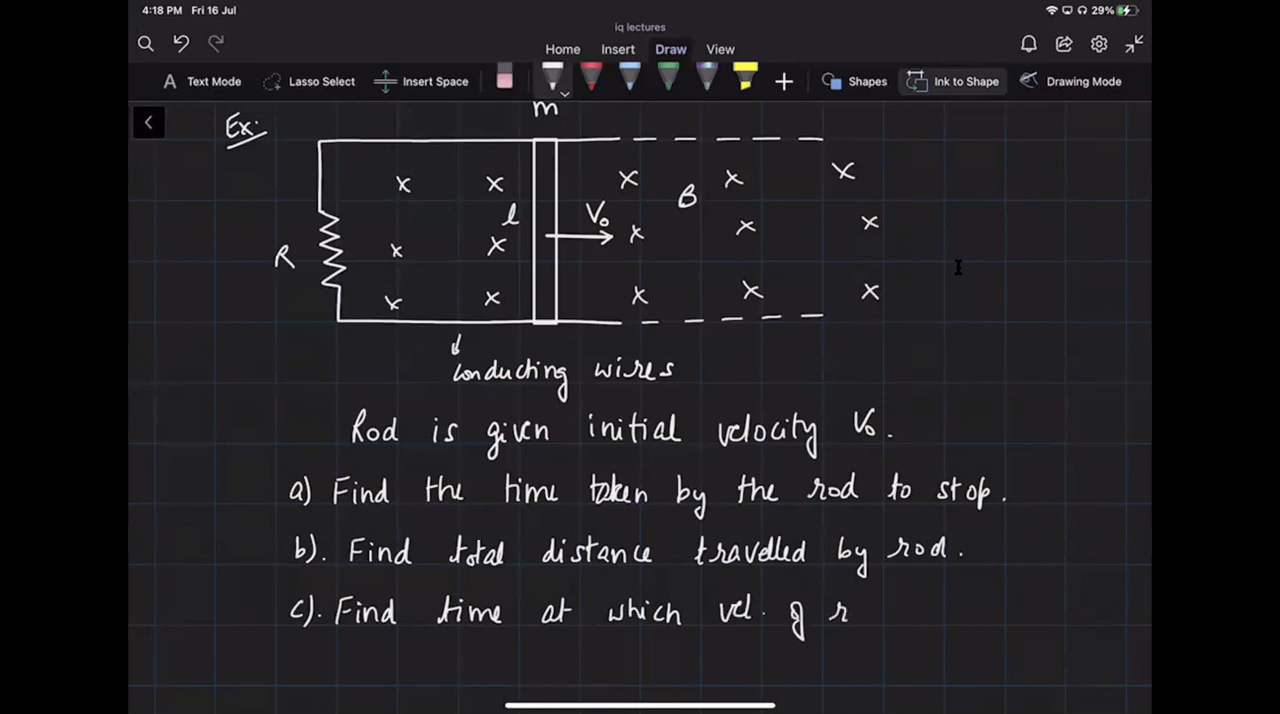 4:18 PM Fri 16 Jul
29%
iq lectures
Home Insert Draw View
Text Mode Lasso Select Insert Space Shapes Ink to Shape Drawing Mode
m
Ex:
x x x x x
B
l V₀
x x x x
R x
x x x x x
conducting wires
Rod is given initial velocity V₀.
a) Find the time taken by the rod to stop.
b). Find total distance travelled by rod.
c). Find time at which vel. of r